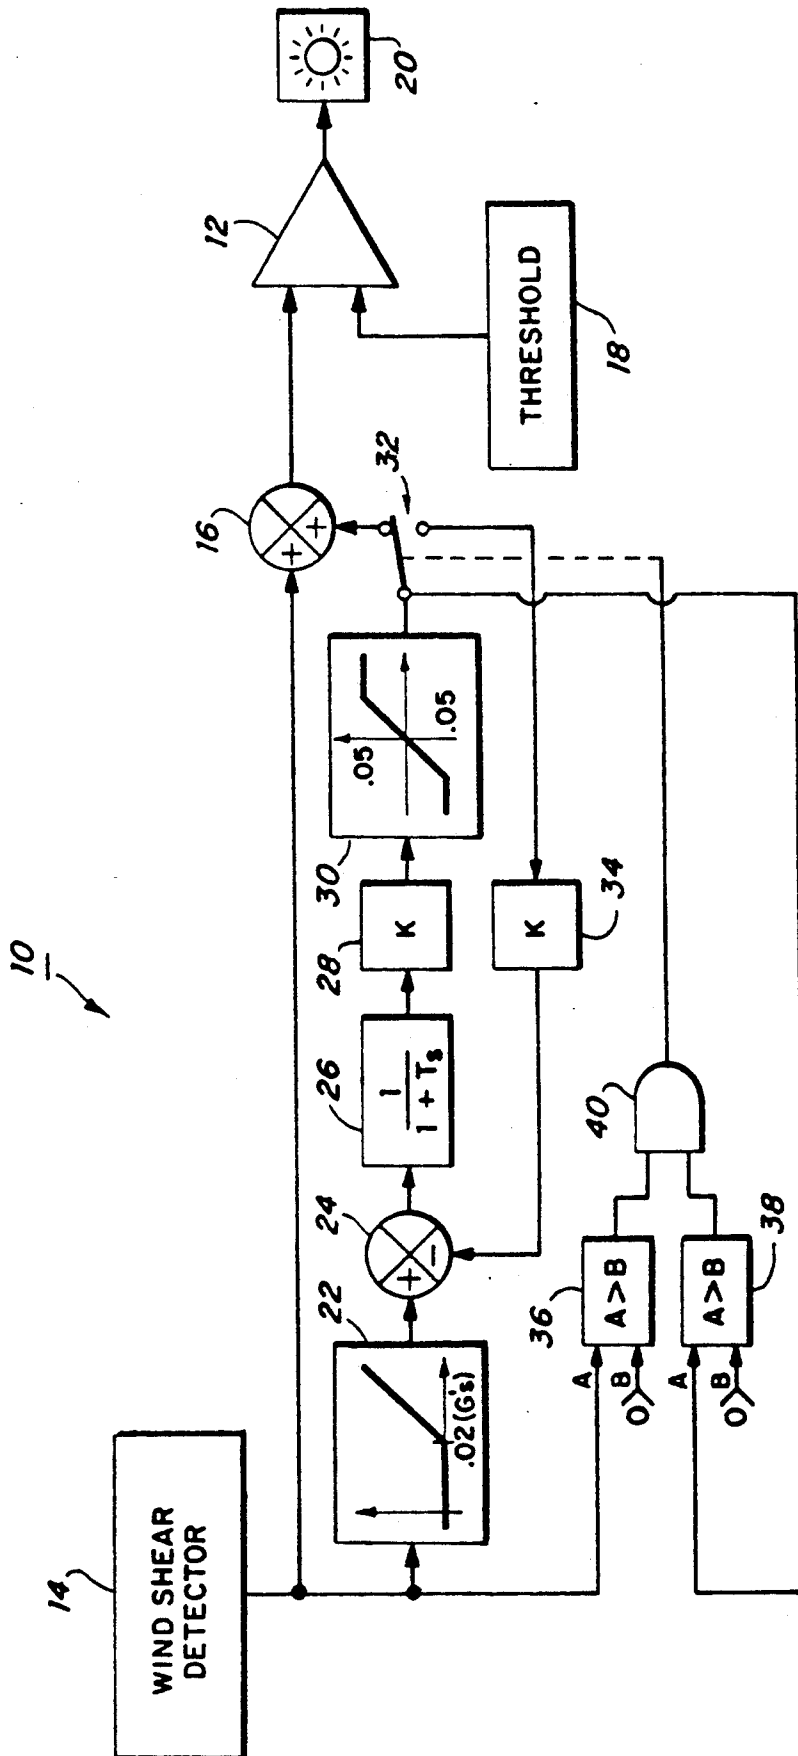 10
14
WIND SHEAR
DETECTOR
16
+
+
12
20
THRESHOLD
18
22
.02 (G's)
24
+
−
26
1
1 + Ts
28
K
30
.05
.05
32
34
K
36
A
B
0
A>B
38
A
B
0
A>B
40